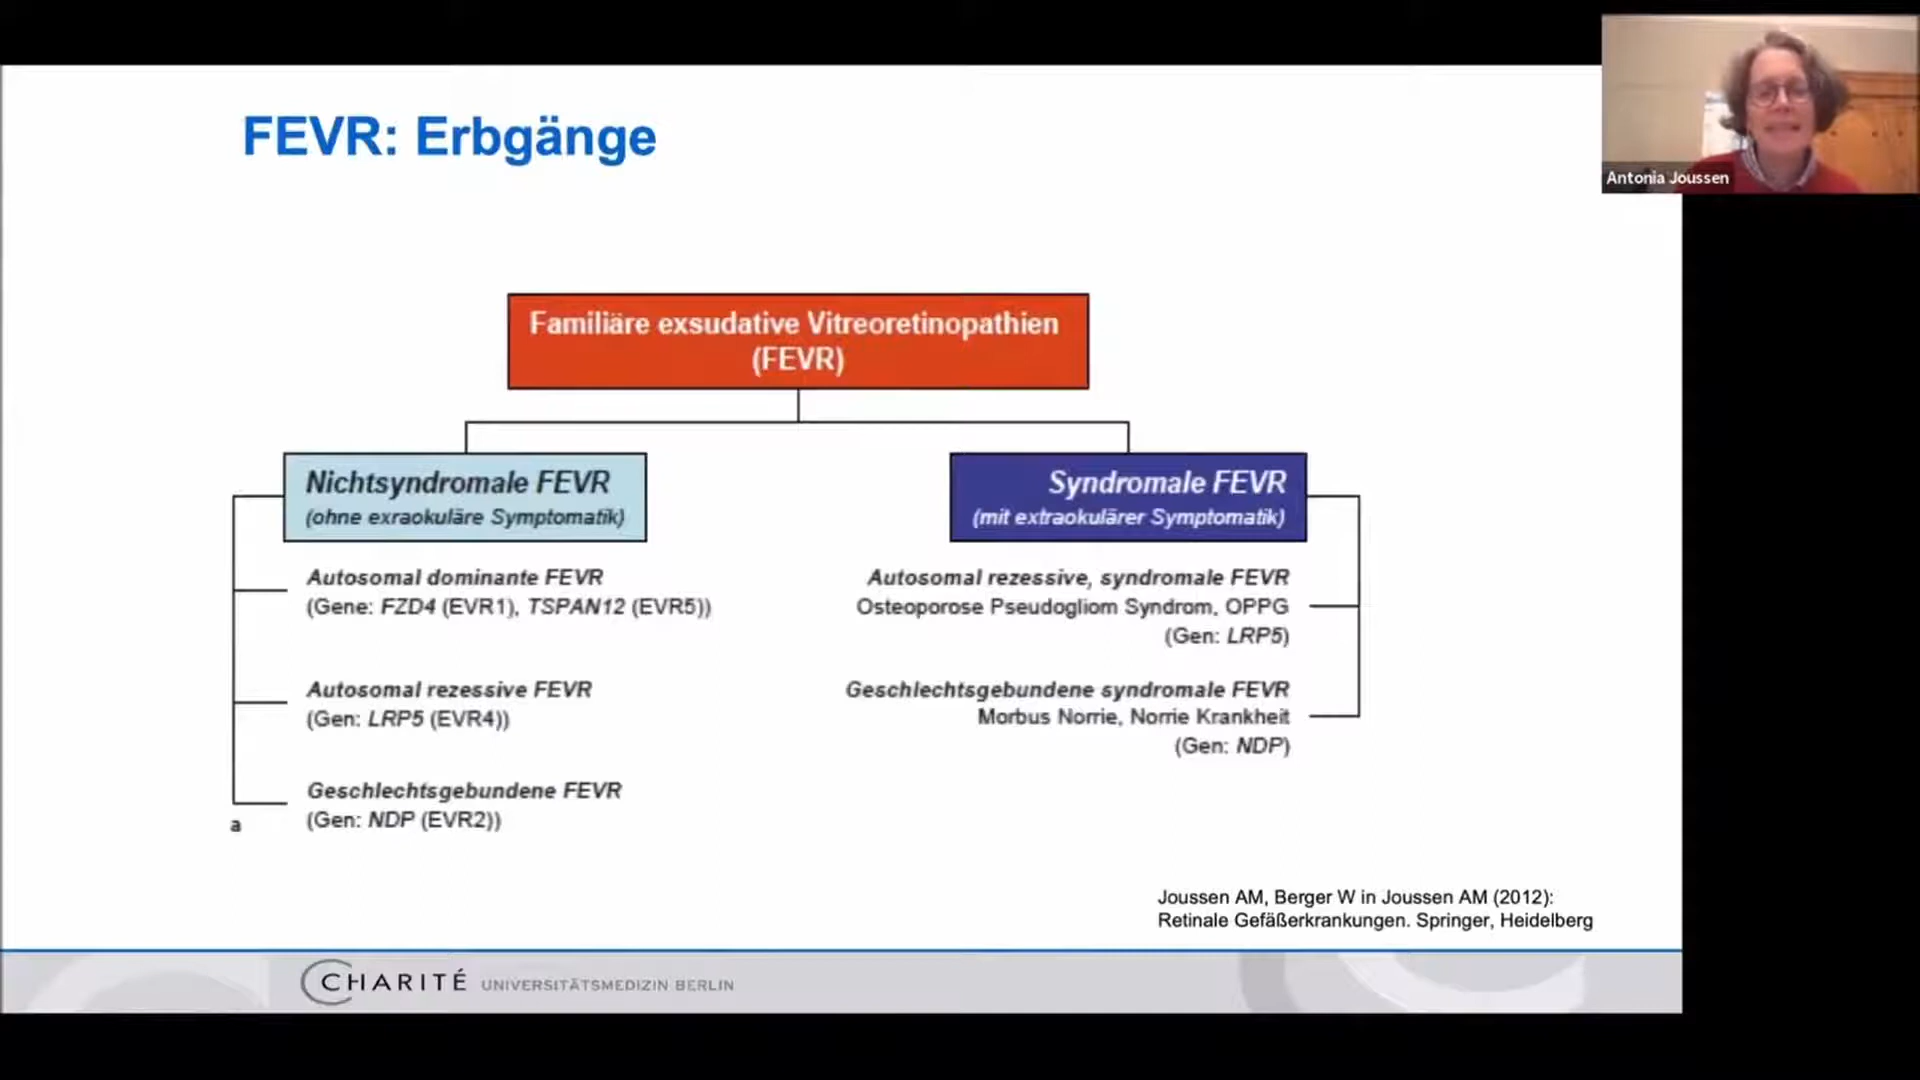 FEVR: Erbgänge
Antonia Joussen
Familiäre exsudative Vitreoretinopathien
(FEVR)
Nichtsyndromale FEVR
(ohne exraokuläre Symptomatik)
Autosomal dominante FEVR
(Gene: FZD4 (EVR1), TSPAN12 (EVR5))
Autosomal rezessive FEVR
(Gen: LRP5 (EVR4))
Geschlechtsgebundene FEVR
(Gen: NDP (EVR2))
a
Syndromale FEVR
(mit extraokulärer Symptomatik)
Autosomal rezessive, syndromale FEVR
Osteoporose Pseudogliom Syndrom, OPPG
(Gen: LRP5)
Geschlechtsgebundene syndromale FEVR
Morbus Norrie, Norrie Krankheit
(Gen: NDP)
Joussen AM, Berger W in Joussen AM (2012):
Retinale Gefäßerkrankungen. Springer, Heidelberg
CHARITÉ UNIVERSITÄTSMEDIZIN BERLIN